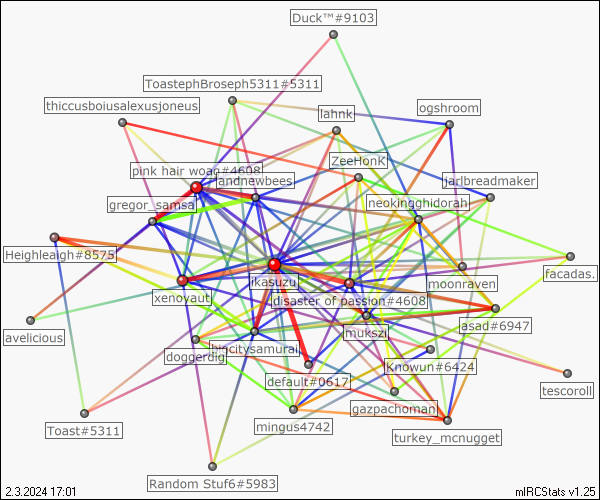 Duck™#9103
ToastephBroseph5311#5311
thiccusboiusalexusjoneus
lahnk
ogshroom
ZeeHonK
pink hair woag#4608
landnewbees
jarlbreadmaker
neokingghidorah
gregor_samsa
Heighleaigh#8575
facadas.
moonraven
rkasuzu
xenoyaut
disaster of passion#4608
asad#6947
mukszi
avelicious
bigcitysamurai
doggerdig
Knowun#6424
default#0617
tescoroll
gazpachoman
mingus4742
Toast#5311
turkey_mcnugget
Random Stuf6#5983
2.3.2024 17:01
mIRCStats v1.25